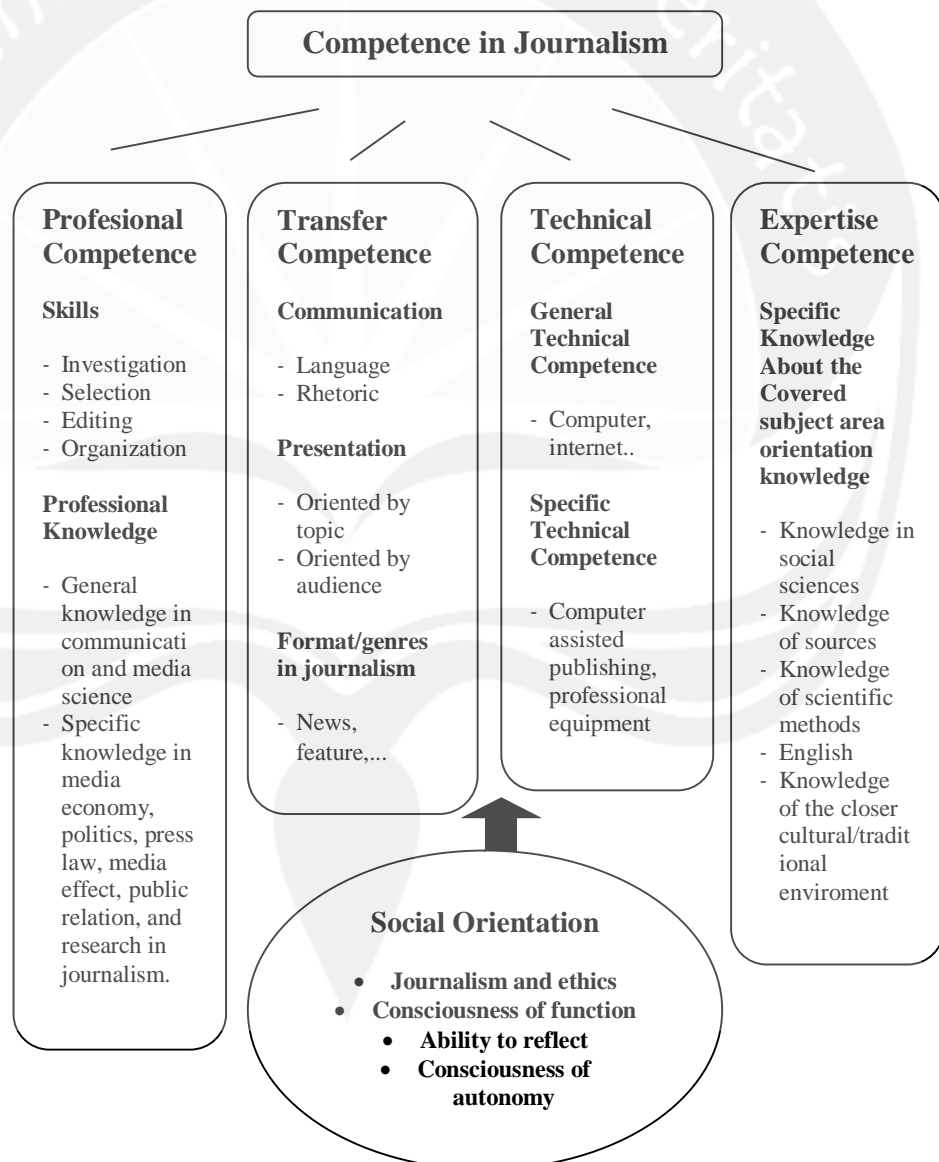 Competence in Journalism
Profesional
Competence
Skills
- Investigation
- Selection
- Editing
- Organization
Professional
Knowledge
- General
knowledge in
communicati
on and media
science
- Specific
knowledge in
media
economy,
politics, press
law, media
effect, public
relation, and
research in
journalism.
Transfer
Competence
Communication
- Language
- Rhetoric
Presentation
- Oriented by
topic
- Oriented by
audience
Format/genres
in journalism
- News,
feature,...
Technical
Competence
General
Technical
Competence
- Computer,
internet..
Specific
Technical
Competence
- Computer
assisted
publishing,
professional
equipment
Expertise
Competence
Specific
Knowledge
About the
Covered
subject area
orientation
knowledge
- Knowledge in
social
sciences
- Knowledge
of sources
- Knowledge
of scientific
methods
- English
- Knowledge
of the closer
cultural/tradit
ional
enviroment
Social Orientation
• Journalism and ethics
• Consciousness of function
• Ability to reflect
• Consciousness of
autonomy